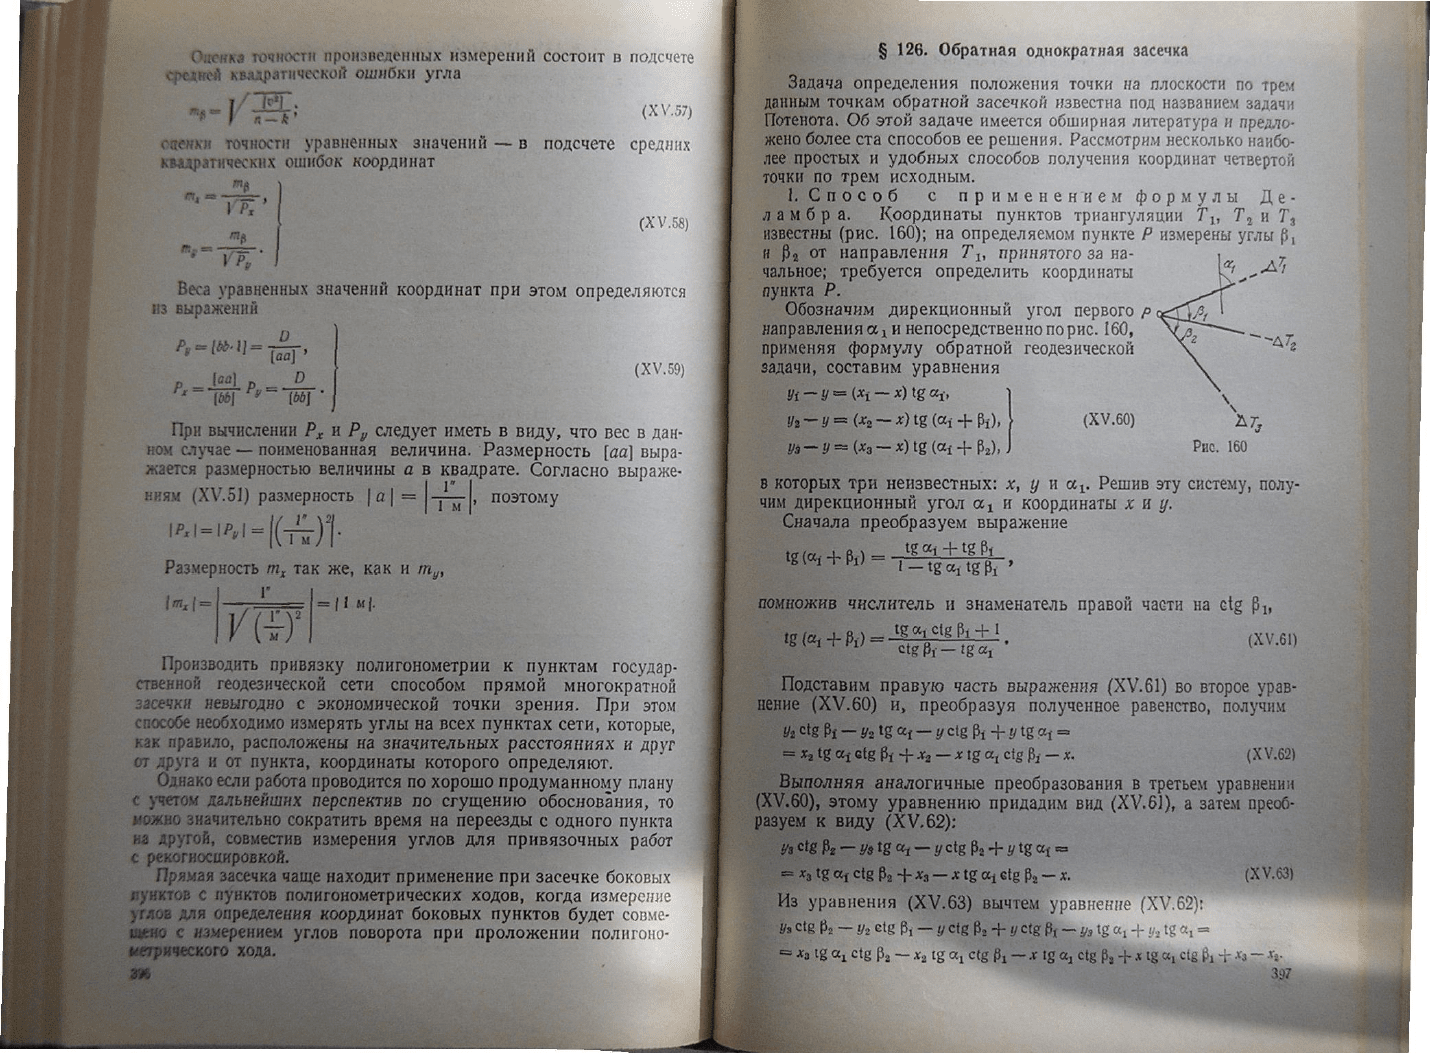 Оценка точности произведенных измерений состоит в подсчете
средней квадратической ошибки угла
m_β = √([v²] / (n — k)); (XV.57)
оценки точности уравненных значений — в подсчете средних
квадратических ошибок координат
m_x = m_β / √P_x,
m_y = m_β / √P_y. (XV.58)
Веса уравненных значений координат при этом определяются
из выражений
P_y = [bb·1] = D / [aa],
P_x = [aa] / [bb] P_y = D / [bb]. (XV.59)
При вычислении P_x и P_y следует иметь в виду, что вес в дан-
ном случае — поименованная величина. Размерность [aa] выра-
жается размерностью величины a в квадрате. Согласно выраже-
ниям (XV.51) размерность |a| = |1" / 1 м|, поэтому
|P_x| = |P_y| = |(1" / 1 м)²|.
Размерность m_x так же, как и m_y,
|m_x| = |1" / √(1" / м)²| = |1 м|.
Производить привязку полигонометрии к пунктам государ-
ственной геодезической сети способом прямой многократной
засечки невыгодно с экономической точки зрения. При этом
способе необходимо измерять углы на всех пунктах сети, которые,
как правило, расположены на значительных расстояниях и друг
от друга и от пункта, координаты которого определяют.
Однако если работа проводится по хорошо продуманному плану
с учетом дальнейших перспектив по сгущению обоснования, то
можно значительно сократить время на переезды с одного пункта
на другой, совместив измерения углов для привязочных работ
с рекогносцировкой.
Прямая засечка чаще находит применение при засечке боковых
пунктов с пунктов полигонометрических ходов, когда измерение
углов для определения координат боковых пунктов будет совме-
щено с измерением углов поворота при проложении полигоно-
метрического хода.
396
§ 126. Обратная однократная засечка
Задача определения положения точки на плоскости по трем
данным точкам обратной засечкой известна под названием задачи
Потенота. Об этой задаче имеется обширная литература и предло-
жено более ста способов ее решения. Рассмотрим несколько наибо-
лее простых и удобных способов получения координат четвертой
точки по трем исходным.
1. Способ с применением формулы Де-
ламбра. Координаты пунктов триангуляции T₁, T₂ и T₃
известны (рис. 160); на определяемом пункте P измерены углы β₁
и β₂ от направления T₁, принятого за на-
чальное; требуется определить координаты
пункта P.
Обозначим дирекционный угол первого
направления α₁ и непосредственно по рис. 160,
применяя формулу обратной геодезической
задачи, составим уравнения
α₁ ΔT₁
P β₁
β₂ ΔT₂
ΔT₃
Рис. 160
y₁ — y = (x₁ — x) tg α₁,
y₂ — y = (x₂ — x) tg (α₁ + β₁), (XV.60)
y₃ — y = (x₃ — x) tg (α₁ + β₂),
в которых три неизвестных: x, y и α₁. Решив эту систему, полу-
чим дирекционный угол α₁ и координаты x и y.
Сначала преобразуем выражение
tg (α₁ + β₁) = (tg α₁ + tg β₁) / (1 — tg α₁ tg β₁),
помножив числитель и знаменатель правой части на ctg β₁,
tg (α₁ + β₁) = (tg α₁ ctg β₁ + 1) / (ctg β₁ — tg α₁). (XV.61)
Подставим правую часть выражения (XV.61) во второе урав-
нение (XV.60) и, преобразуя полученное равенство, получим
y₂ ctg β₁ — y₂ tg α₁ — y ctg β₁ + y tg α₁ =
= x₂ tg α₁ ctg β₁ + x₂ — x tg α₁ ctg β₁ — x. (XV.62)
Выполняя аналогичные преобразования в третьем уравнении
(XV.60), этому уравнению придадим вид (XV.61), а затем преоб-
разуем к виду (XV.62):
y₃ ctg β₂ — y₃ tg α₁ — y ctg β₂ + y tg α₁ =
= x₃ tg α₁ ctg β₂ + x₃ — x tg α₁ ctg β₂ — x. (XV.63)
Из уравнения (XV.63) вычтем уравнение (XV.62):
y₃ ctg β₂ — y₂ ctg β₁ — y ctg β₂ + y ctg β₁ — y₃ tg α₁ + y₂ tg α₁ =
= x₃ tg α₁ ctg β₂ — x₂ tg α₁ ctg β₁ — x tg α₁ ctg β₂ + x tg α₁ ctg β₁ + x₃ — x₂.
397